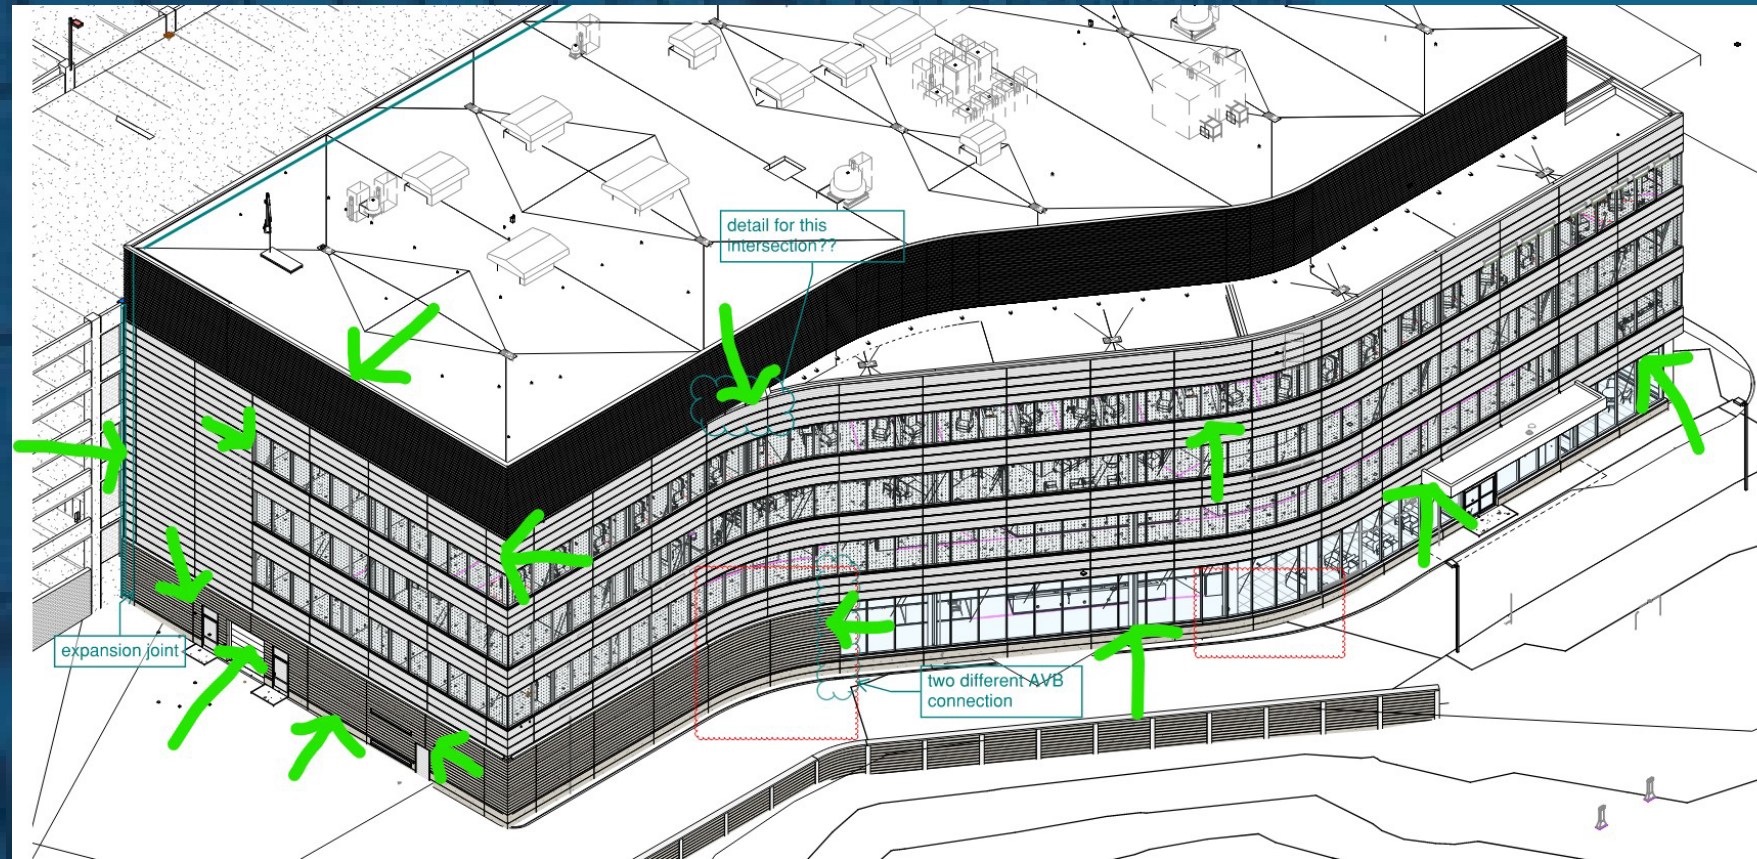 detail for this
intersection??
expansion joint
two different AVB
connection